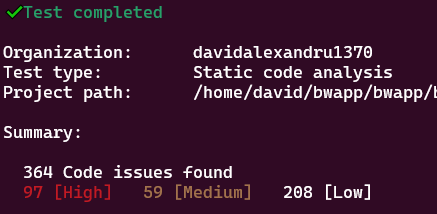 ✔Test completed
Organization: davidalexandru1370
Test type: Static code analysis
Project path: /home/david/bwapp/bwapp/b
Summary:
364 Code issues found
97 [High] 59 [Medium] 208 [Low]